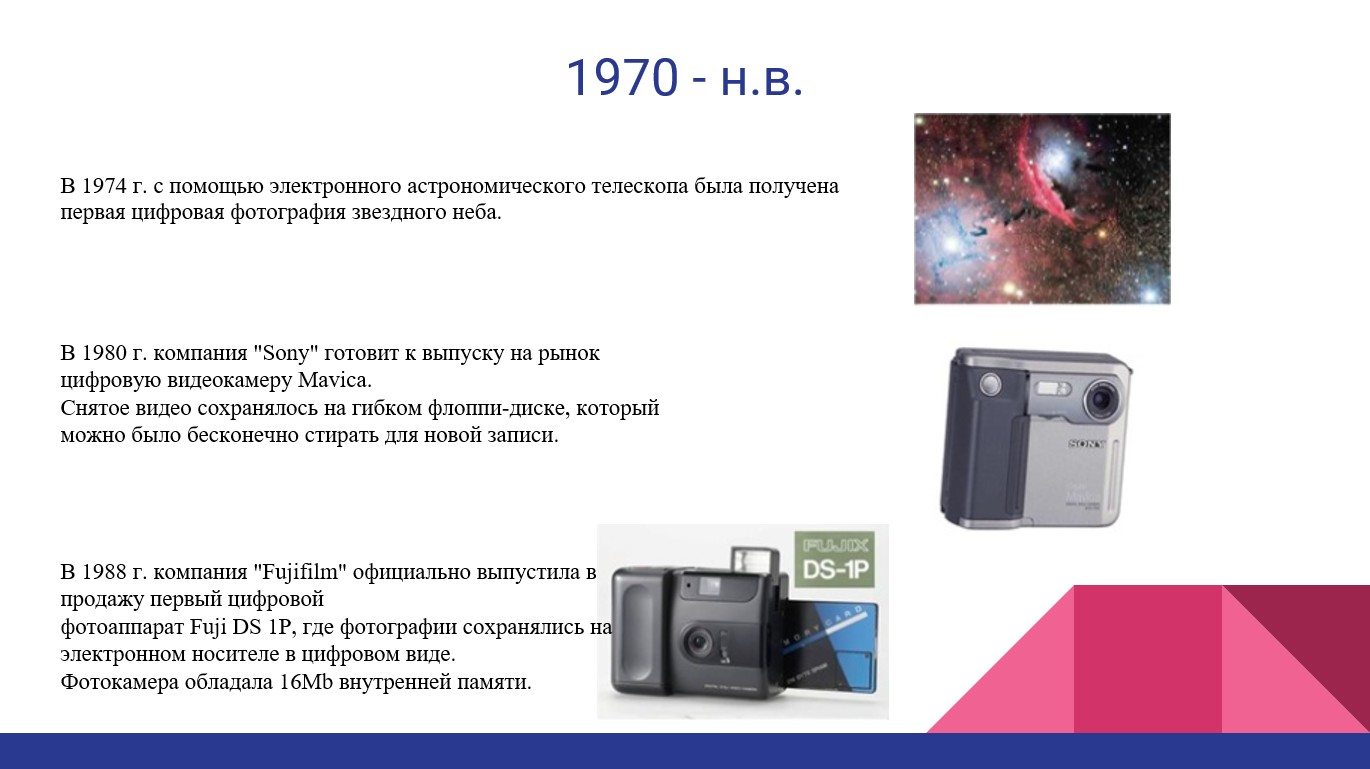 1970 - н.в.
В 1974 г. с помощью электронного астрономического телескопа была получена
первая цифровая фотография звездного неба.
В 1980 г. компания "Sony" готовит к выпуску на рынок
цифровую видеокамеру Mavica.
Снятое видео сохранялось на гибком флоппи-диске, который
можно было бесконечно стирать для новой записи.
SONY
Mavica
В 1988 г. компания "Fujifilm" официально выпустила в
продажу первый цифровой
фотоаппарат Fuji DS 1P, где фотографии сохранялись на
электронном носителе в цифровом виде.
Фотокамера обладала 16Mb внутренней памяти.
FUJIX
DS-1P
CARD